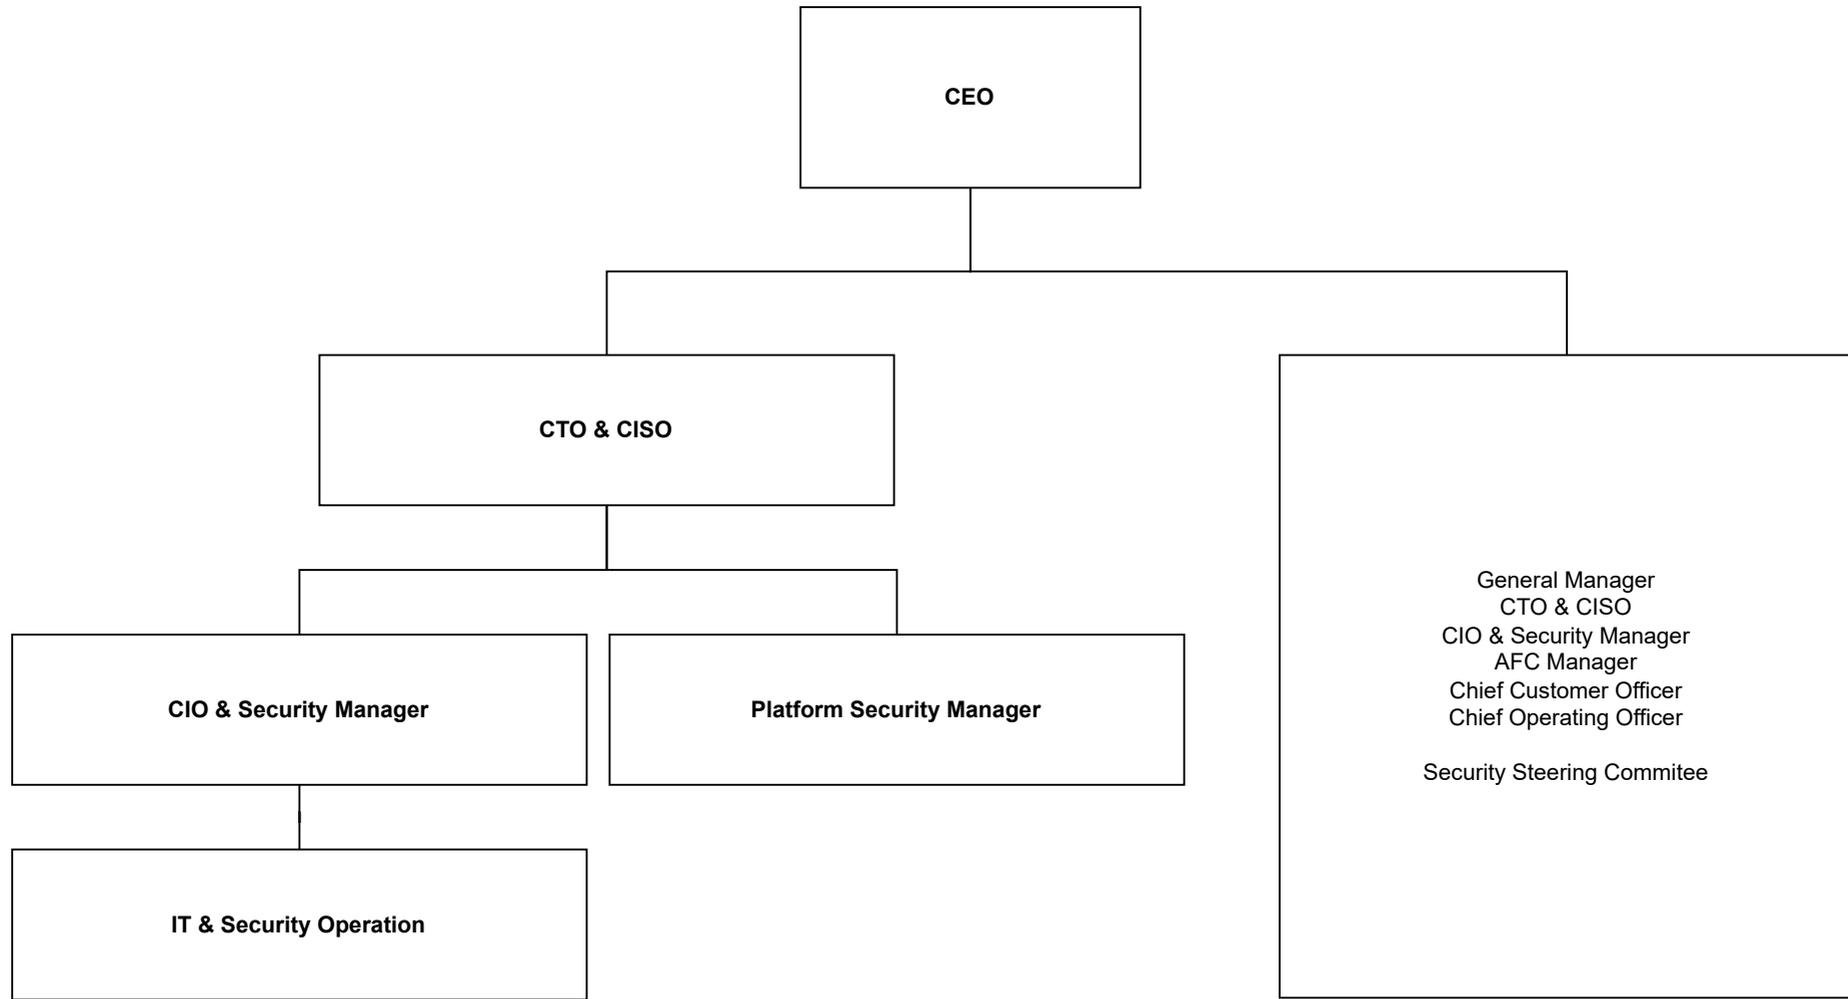 CEO
CTO & CISO
General Manager
CTO & CISO
CIO & Security Manager
AFC Manager
Chief Customer Officer
Chief Operating Officer
Security Steering Commitee
CIO & Security Manager
Platform Security Manager
IT & Security Operation